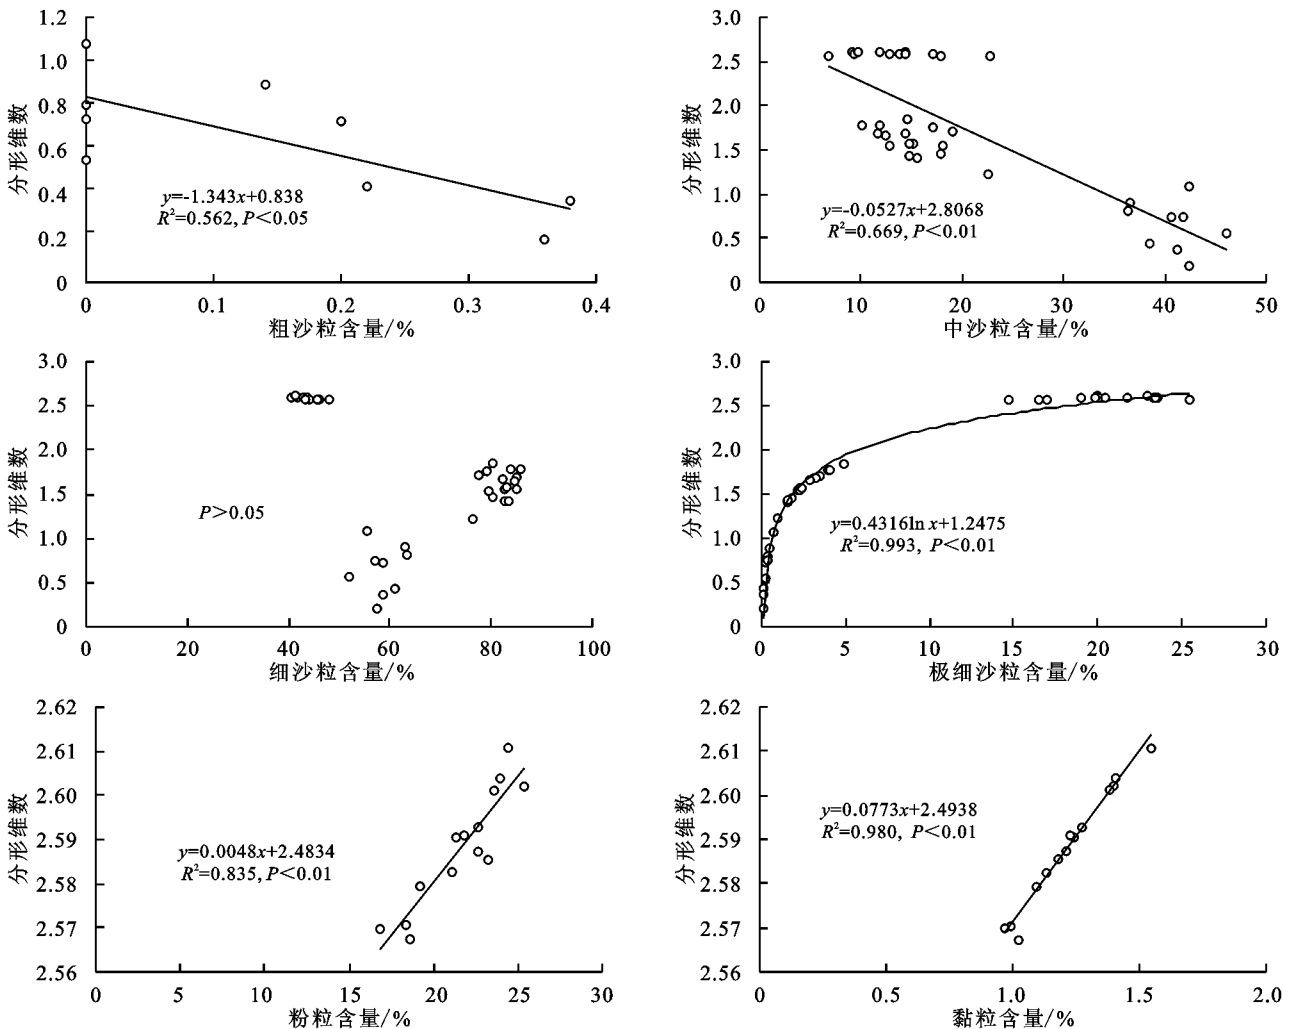 1.2
1.0
0.8
0.6
0.4
0.2
0
分形维数
y=-1.343x+0.838
R²=0.562, P<0.05
0 0.1 0.2 0.3 0.4
粗沙粒含量/%
3.0
2.5
2.0
1.5
1.0
0.5
0
分形维数
y=-0.0527x+2.8068
R²=0.669, P<0.01
0 10 20 30 40 50
中沙粒含量/%
3.0
2.5
2.0
1.5
1.0
0.5
0
分形维数
P>0.05
0 20 40 60 80 100
细沙粒含量/%
3.0
2.5
2.0
1.5
1.0
0.5
0
分形维数
y=0.4316ln x+1.2475
R²=0.993, P<0.01
0 5 10 15 20 25 30
极细沙粒含量/%
2.62
2.61
2.60
2.59
2.58
2.57
2.56
分形维数
y=0.0048x+2.4834
R²=0.835, P<0.01
0 5 10 15 20 25 30
粉粒含量/%
2.62
2.61
2.60
2.59
2.58
2.57
2.56
分形维数
y=0.0773x+2.4938
R²=0.980, P<0.01
0 0.5 1.0 1.5 2.0
黏粒含量/%